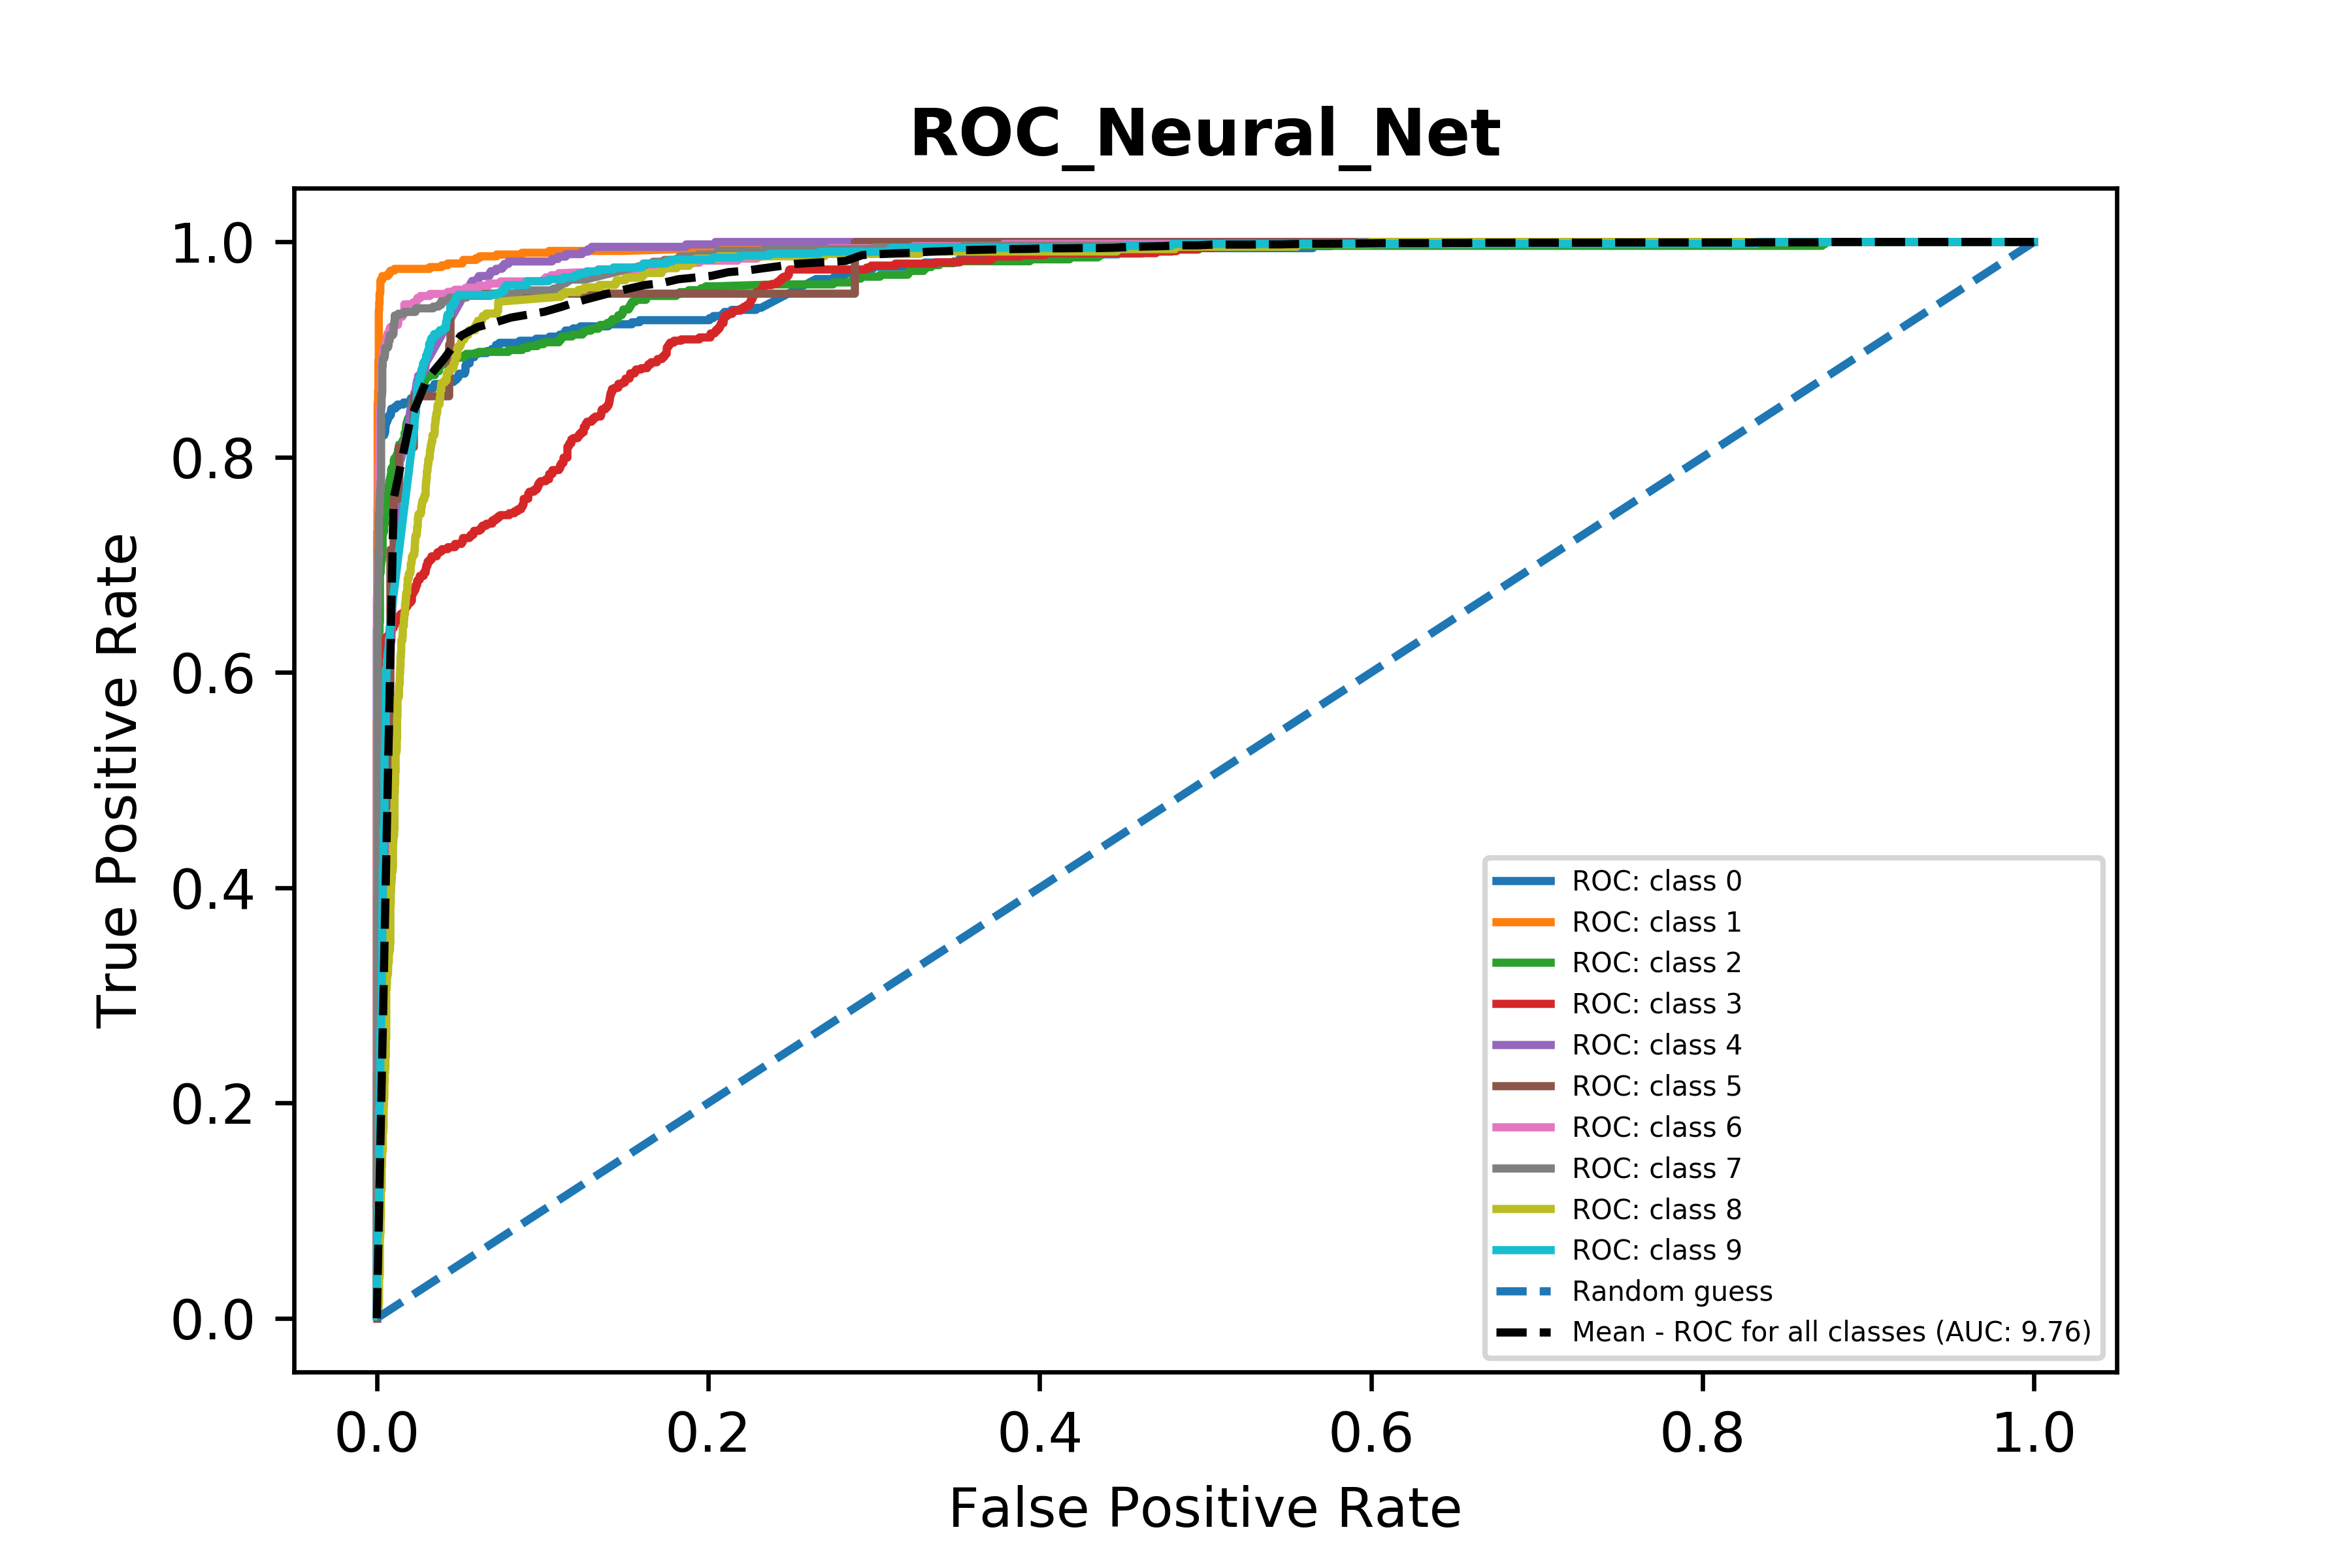 ROC_Neural_Net
True Positive Rate
1.0
0.8
0.6
0.4
0.2
0.0
0.0 0.2 0.4 0.6 0.8 1.0
False Positive Rate
ROC: class 0
ROC: class 1
ROC: class 2
ROC: class 3
ROC: class 4
ROC: class 5
ROC: class 6
ROC: class 7
ROC: class 8
ROC: class 9
Random guess
Mean - ROC for all classes (AUC: 9.76)